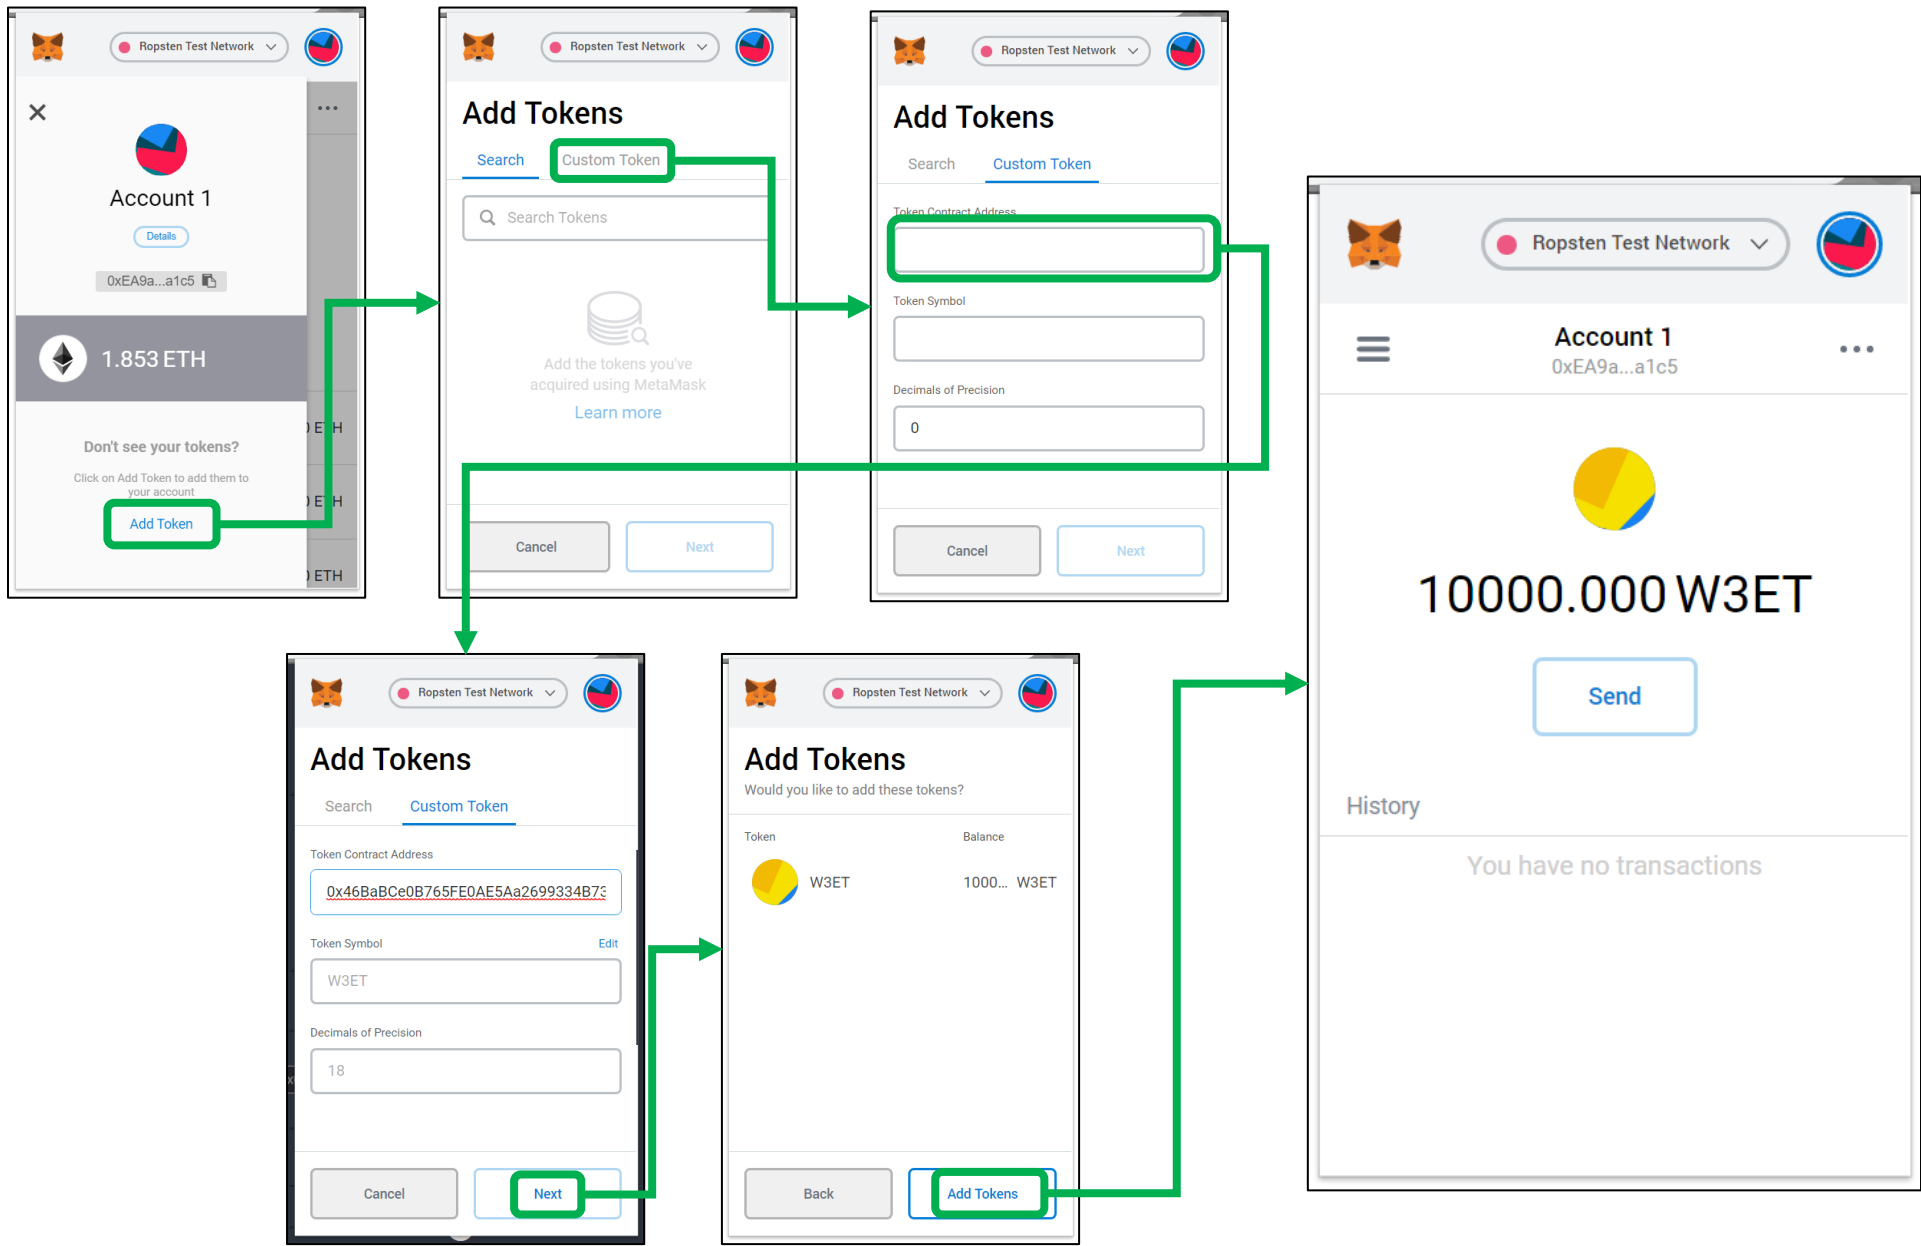 Ropsten Test Network
Account 1
Details
0xEA9a...a1c5
1.853 ETH
Don't see your tokens?
Click on Add Token to add them to
your account
Add Token
ETH
ETH
ETH
Ropsten Test Network
Add Tokens
Search
Custom Token
Search Tokens
Add the tokens you've
acquired using MetaMask
Learn more
Cancel
Next
Ropsten Test Network
Add Tokens
Search
Custom Token
Token Contract Address
Token Symbol
Decimals of Precision
0
Cancel
Next
Ropsten Test Network
Add Tokens
Search
Custom Token
Token Contract Address
0x46BaBCe0B765FE0AE5Aa2699334B73
Token Symbol
Edit
W3ET
Decimals of Precision
18
Cancel
Next
Ropsten Test Network
Add Tokens
Would you like to add these tokens?
Token
Balance
W3ET
1000... W3ET
Back
Add Tokens
Ropsten Test Network
Account 1
0xEA9a...a1c5
10000.000 W3ET
Send
History
You have no transactions